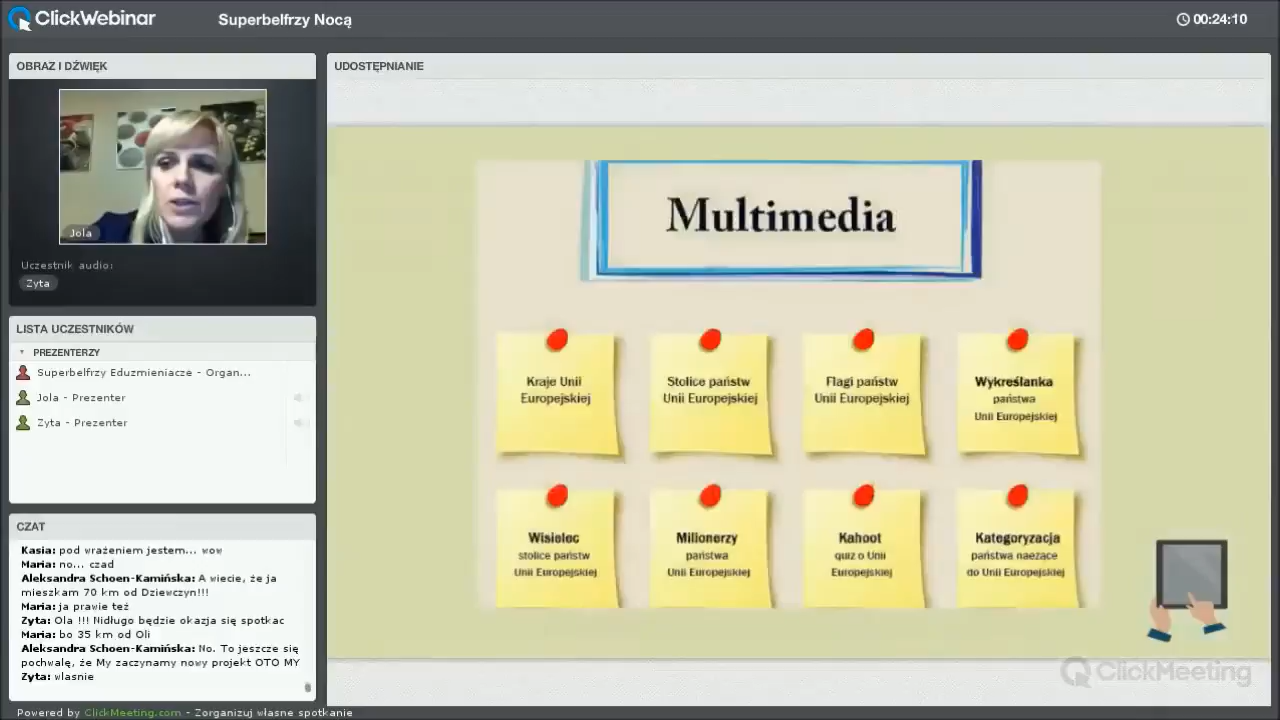 ClickWebinar
Superbelfrzy Nocą
00:24:10
OBRAZ I DŹWIĘK
Jola
Uczestnik audio:
Zyta
LISTA UCZESTNIKÓW
PREZENTERZY
Superbelfrzy Eduzmieniacze - Organ...
Jola - Prezenter
Zyta - Prezenter
CZAT
Kasia: pod wrażeniem jestem... wow
Maria: no... czad
Aleksandra Schoen-Kamińska: A wiecie, że ja
mieszkam 70 km od Dziewczyn!!!
Maria: ja prawie też
Zyta: Ola !!! Nidługo będzie okazja się spotkac
Maria: bo 35 km od Oli
Aleksandra Schoen-Kamińska: No. To jeszcze się
pochwalę, że My zaczynamy nowy projekt OTO MY
Zyta: wlasnie
UDOSTĘPNIANIE
Multimedia
Kraje Unii
Europejskiej
Stolice państw
Unii Europejskiej
Flagi państw
Unii Europejskiej
Wykreślanka
państwa
Unii Europejskiej
Wisielec
stolice państw
Unii Europejskiej
Milionerzy
państwa
Unii Europejskiej
Kahoot
quiz o Unii
Europejskiej
Kategoryzacja
państwa naezące
do Unii Europejskiej
ClickMeeting
Powered by ClickMeeting.com - Zorganizuj własne spotkanie